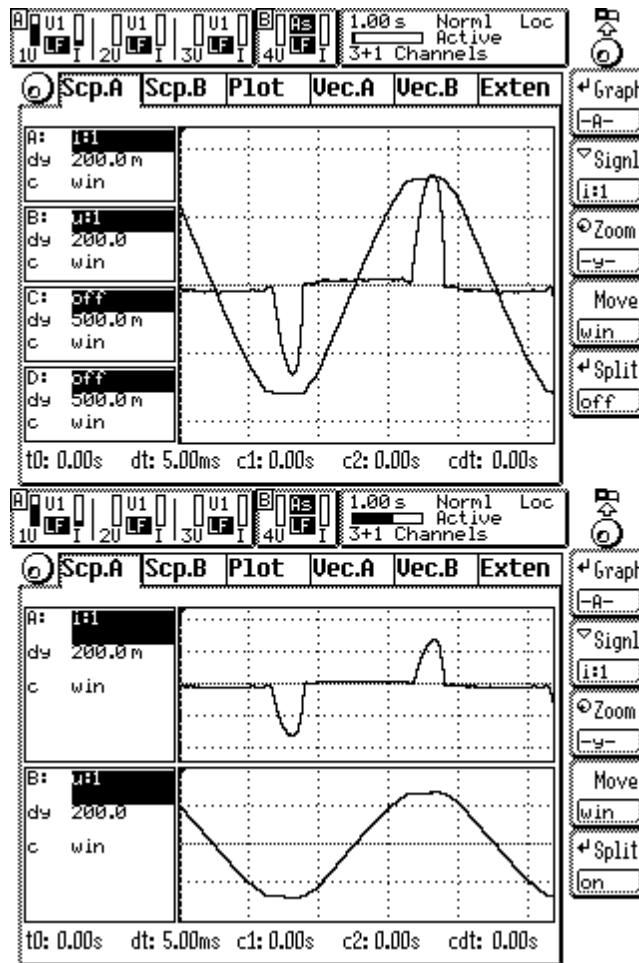 A U1 U1 U1 B As 1.00 s Norml Loc
LF LF LF LF Active
1U I 2U I 3U I 4U I 3+1 Channels
Scp.A Scp.B Plot Vec.A Vec.B Exten
Graph
-A-
A: i:1
dy 200.0 m
c win
Signl
i:1
B: u:1
dy 200.0
c win
Zoom
-y-
C: off
dy 500.0 m
c win
Move
win
D: off
dy 500.0 m
c win
Split
off
t0: 0.00s dt: 5.00ms c1: 0.00s c2: 0.00s cdt: 0.00s
A U1 U1 U1 B As 1.00 s Norml Loc
LF LF LF LF Active
1U I 2U I 3U I 4U I 3+1 Channels
Scp.A Scp.B Plot Vec.A Vec.B Exten
Graph
-A-
A: i:1
dy 200.0 m
c win
Signl
i:1
Zoom
-y-
B: u:1
dy 200.0
c win
Move
win
Split
on
t0: 0.00s dt: 5.00ms c1: 0.00s c2: 0.00s cdt: 0.00s